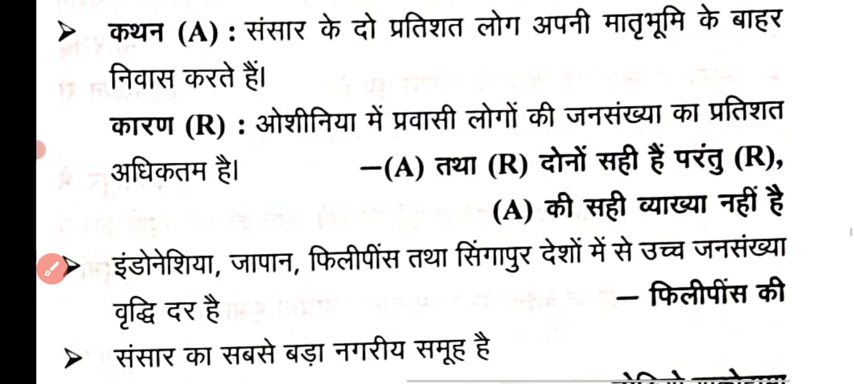 ➤ कथन (A) : संसार के दो प्रतिशत लोग अपनी मातृभूमि के बाहर
निवास करते हैं।
कारण (R) : ओशीनिया में प्रवासी लोगों की जनसंख्या का प्रतिशत
अधिकतम है। –(A) तथा (R) दोनों सही हैं परंतु (R),
(A) की सही व्याख्या नहीं है
➤ इंडोनेशिया, जापान, फिलीपींस तथा सिंगापुर देशों में से उच्च जनसंख्या
वृद्धि दर है – फिलीपींस की
➤ संसार का सबसे बड़ा नगरीय समूह है